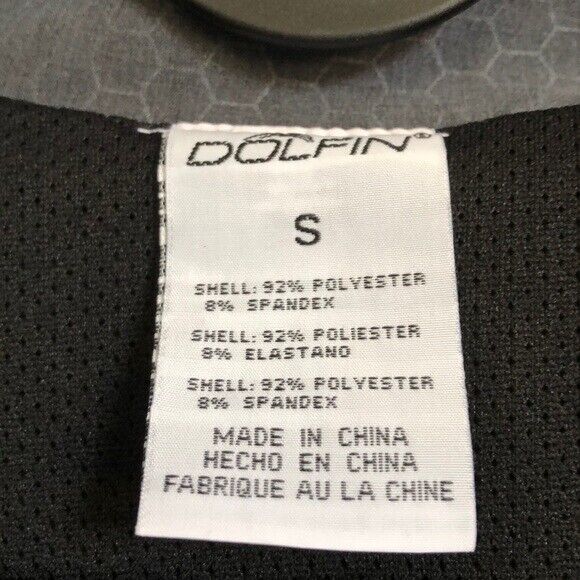 DOLFIN®
S
SHELL: 92% POLYESTER
8% SPANDEX
SHELL: 92% POLIESTER
8% ELASTANO
SHELL: 92% POLYESTER
8% SPANDEX
MADE IN CHINA
HECHO EN CHINA
FABRIQUE AU LA CHINE